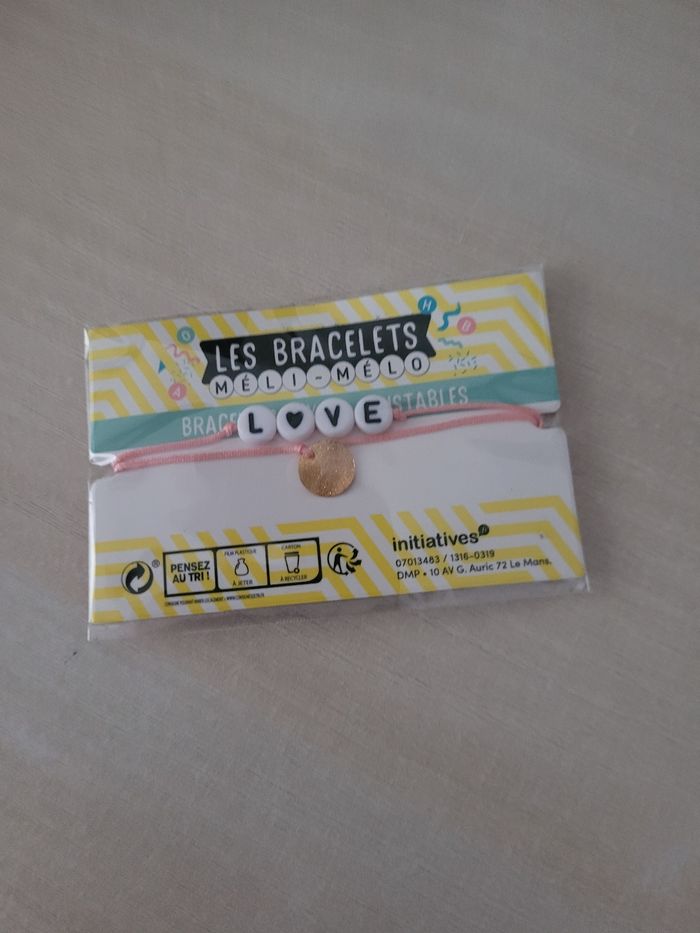 LES BRACELETS
MÉLI-MÉLO
L♥VE
H
B
G
A
initiatives
07013483 / 1316-0319
DMP • 10 AV G. Auric 72 Le Mans.
PENSEZ
AU TRI !
FILM PLASTIQUE
À JETER
CARTON
À RECYCLER